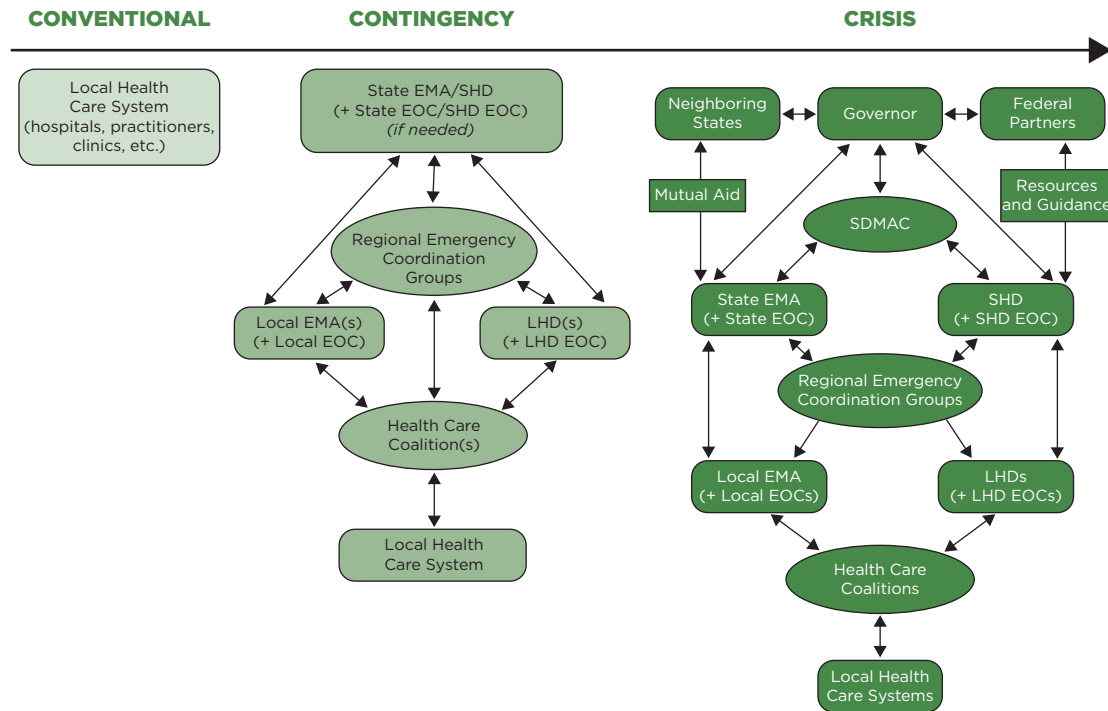 CONVENTIONAL
CONTINGENCY
CRISIS
Local Health
Care System
(hospitals, practitioners,
clinics, etc.)
State EMA/SHD
(+ State EOC/SHD EOC)
(if needed)
Regional Emergency
Coordination
Groups
Local EMA(s)
(+ Local EOC)
LHD(s)
(+ LHD EOC)
Health Care
Coalition(s)
Local Health
Care System
Neighboring
States
Governor
Federal
Partners
Mutual Aid
Resources
and Guidance
SDMAC
State EMA
(+ State EOC)
SHD
(+ SHD EOC)
Regional Emergency
Coordination Groups
Local EMA
(+ Local EOCs)
LHDs
(+ LHD EOCs)
Health Care
Coalitions
Local Health
Care Systems